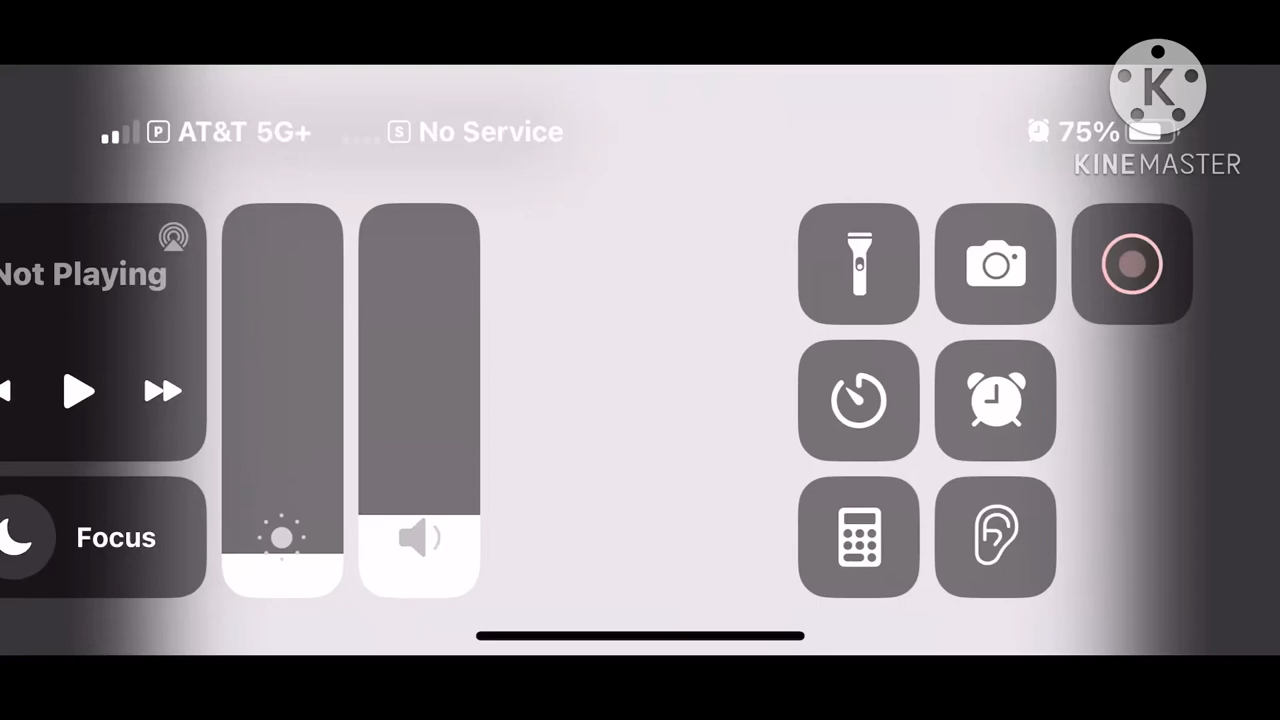 P AT&T 5G+
S No Service
75%
K
KINEMASTER
Not Playing
Focus